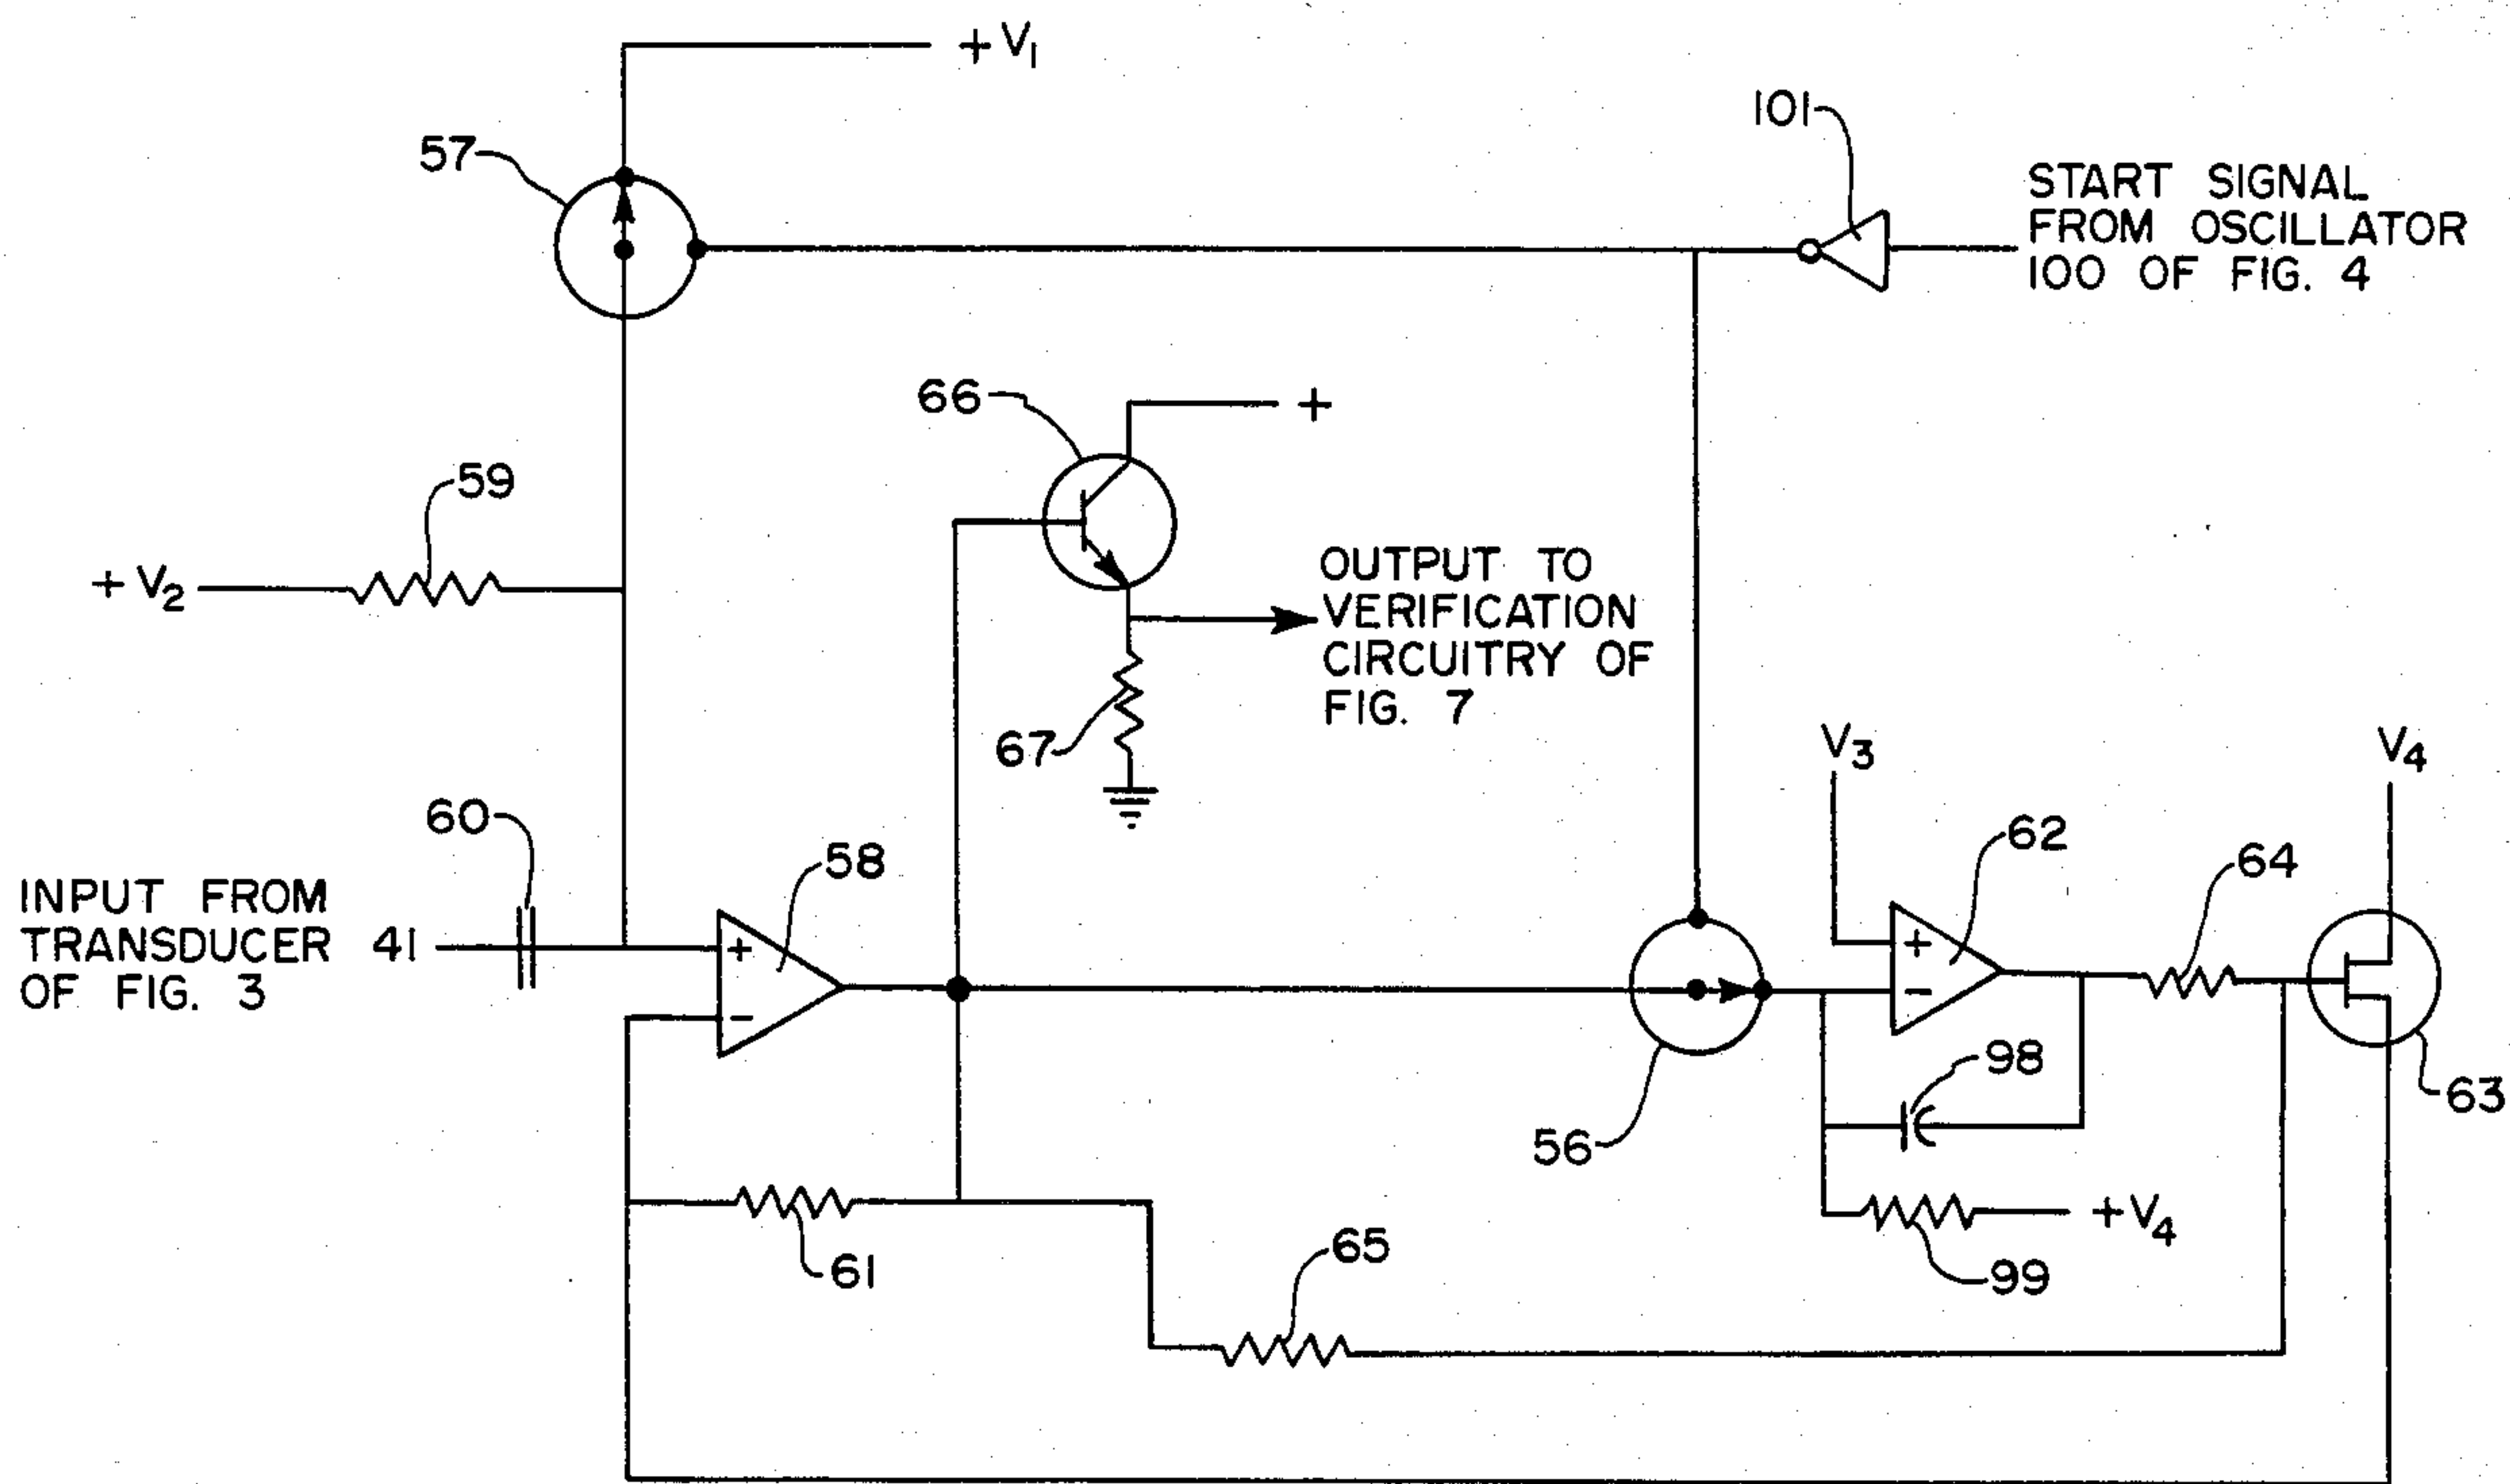 + V1
57
101
START SIGNAL
FROM OSCILLATOR
100 OF FIG. 4
66
+
59
+ V2
OUTPUT TO
VERIFICATION
CIRCUITRY OF
FIG. 7
67
V3
V4
60
58
62
64
INPUT FROM
TRANSDUCER 41
OF FIG. 3
+
-
+
-
98
56
63
+V4
99
61
65